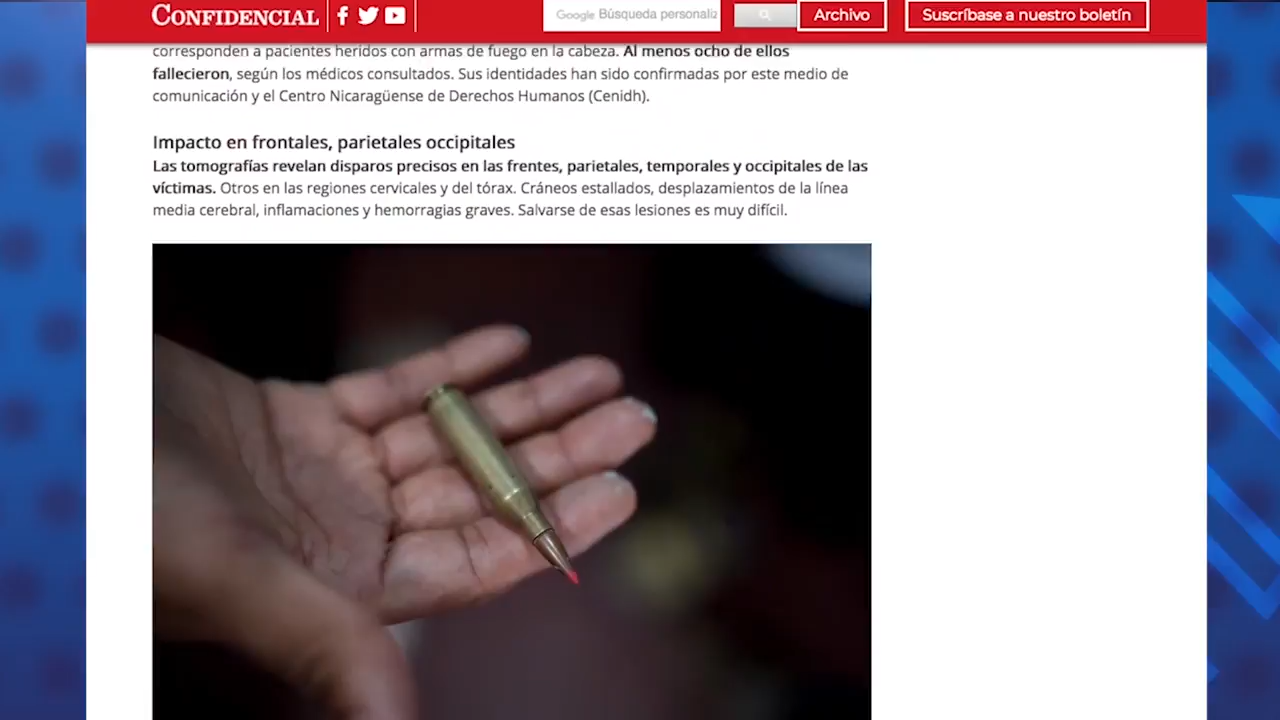 CONFIDENCIAL
Google Búsqueda personaliz
Archivo
Suscríbase a nuestro boletín
corresponden a pacientes heridos con armas de fuego en la cabeza. Al menos ocho de ellos
fallecieron, según los médicos consultados. Sus identidades han sido confirmadas por este medio de
comunicación y el Centro Nicaragüense de Derechos Humanos (Cenidh).
Impacto en frontales, parietales occipitales
Las tomografías revelan disparos precisos en las frentes, parietales, temporales y occipitales de las
víctimas. Otros en las regiones cervicales y del tórax. Cráneos estallados, desplazamientos de la línea
media cerebral, inflamaciones y hemorragias graves. Salvarse de esas lesiones es muy difícil.